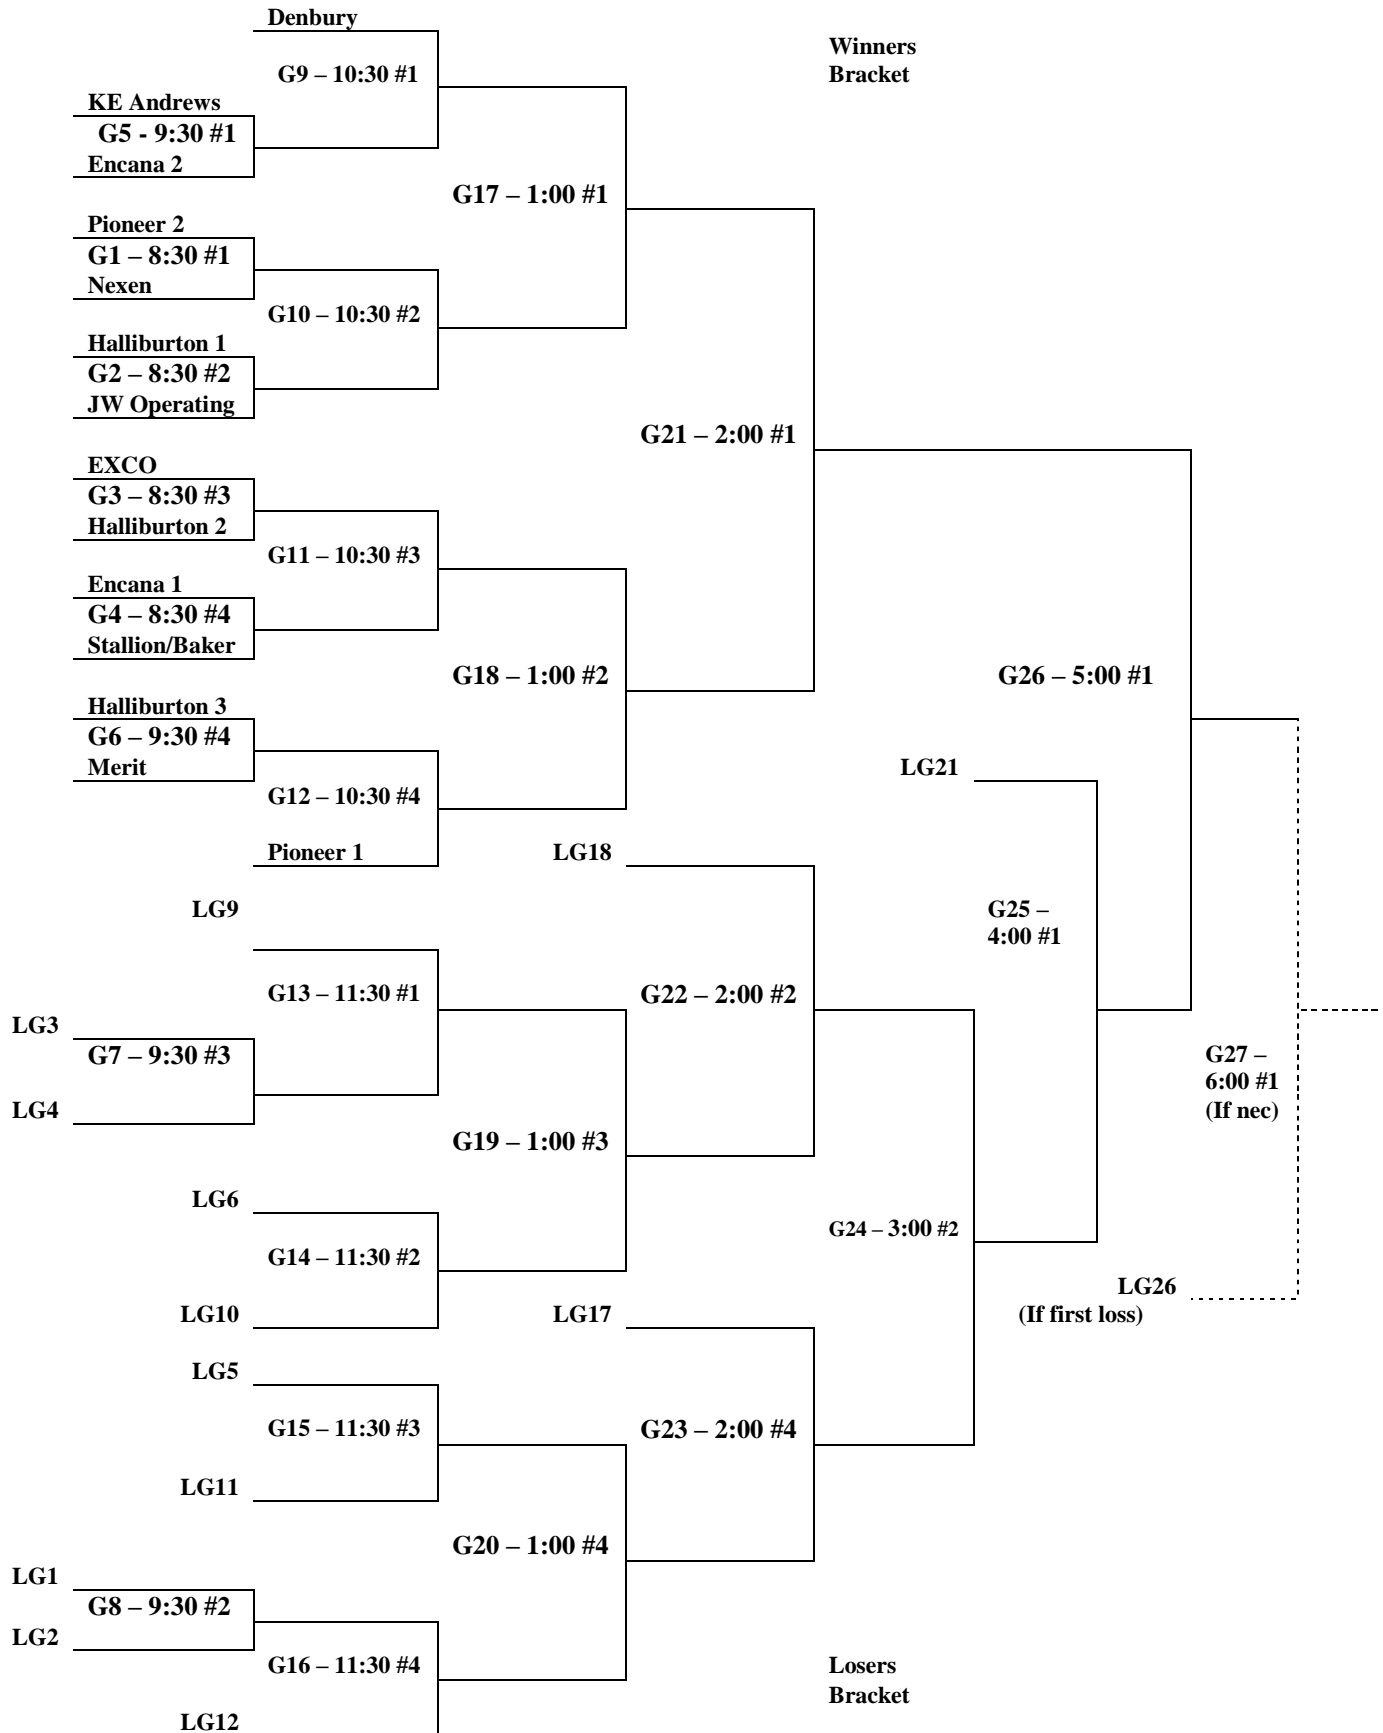 Denbury
Winners
Bracket
G9 – 10:30 #1
KE Andrews
G5 - 9:30 #1
Encana 2
G17 – 1:00 #1
Pioneer 2
G1 – 8:30 #1
Nexen
G10 – 10:30 #2
Halliburton 1
G2 – 8:30 #2
JW Operating
G21 – 2:00 #1
EXCO
G3 – 8:30 #3
Halliburton 2
G11 – 10:30 #3
Encana 1
G4 – 8:30 #4
Stallion/Baker
G18 – 1:00 #2
G26 – 5:00 #1
Halliburton 3
G6 – 9:30 #4
Merit
LG21
G12 – 10:30 #4
Pioneer 1
LG18
LG9
G25 –
4:00 #1
G13 – 11:30 #1
G22 – 2:00 #2
LG3
G7 – 9:30 #3
G27 –
6:00 #1
(If nec)
LG4
G19 – 1:00 #3
LG6
G24 – 3:00 #2
G14 – 11:30 #2
LG26
(If first loss)
LG10
LG17
LG5
G15 – 11:30 #3
G23 – 2:00 #4
LG11
G20 – 1:00 #4
LG1
G8 – 9:30 #2
LG2
G16 – 11:30 #4
Losers
Bracket
LG12